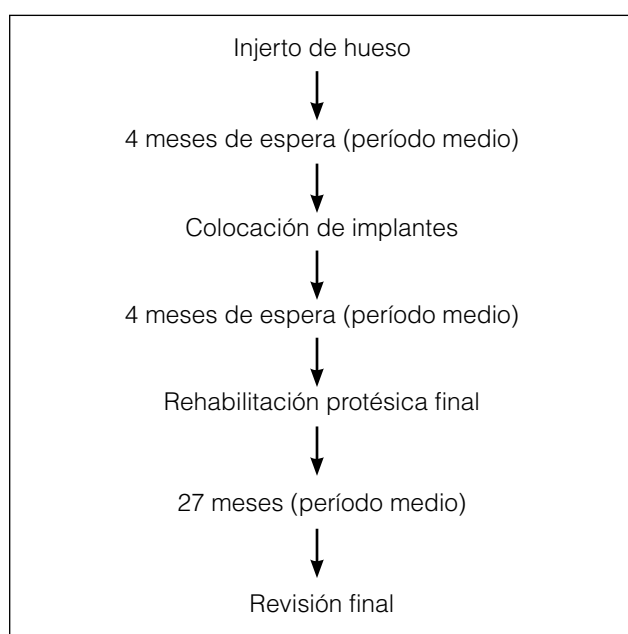 Injerto de hueso
4 meses de espera (período medio)
Colocación de implantes
4 meses de espera (período medio)
Rehabilitación protésica final
27 meses (período medio)
Revisión final